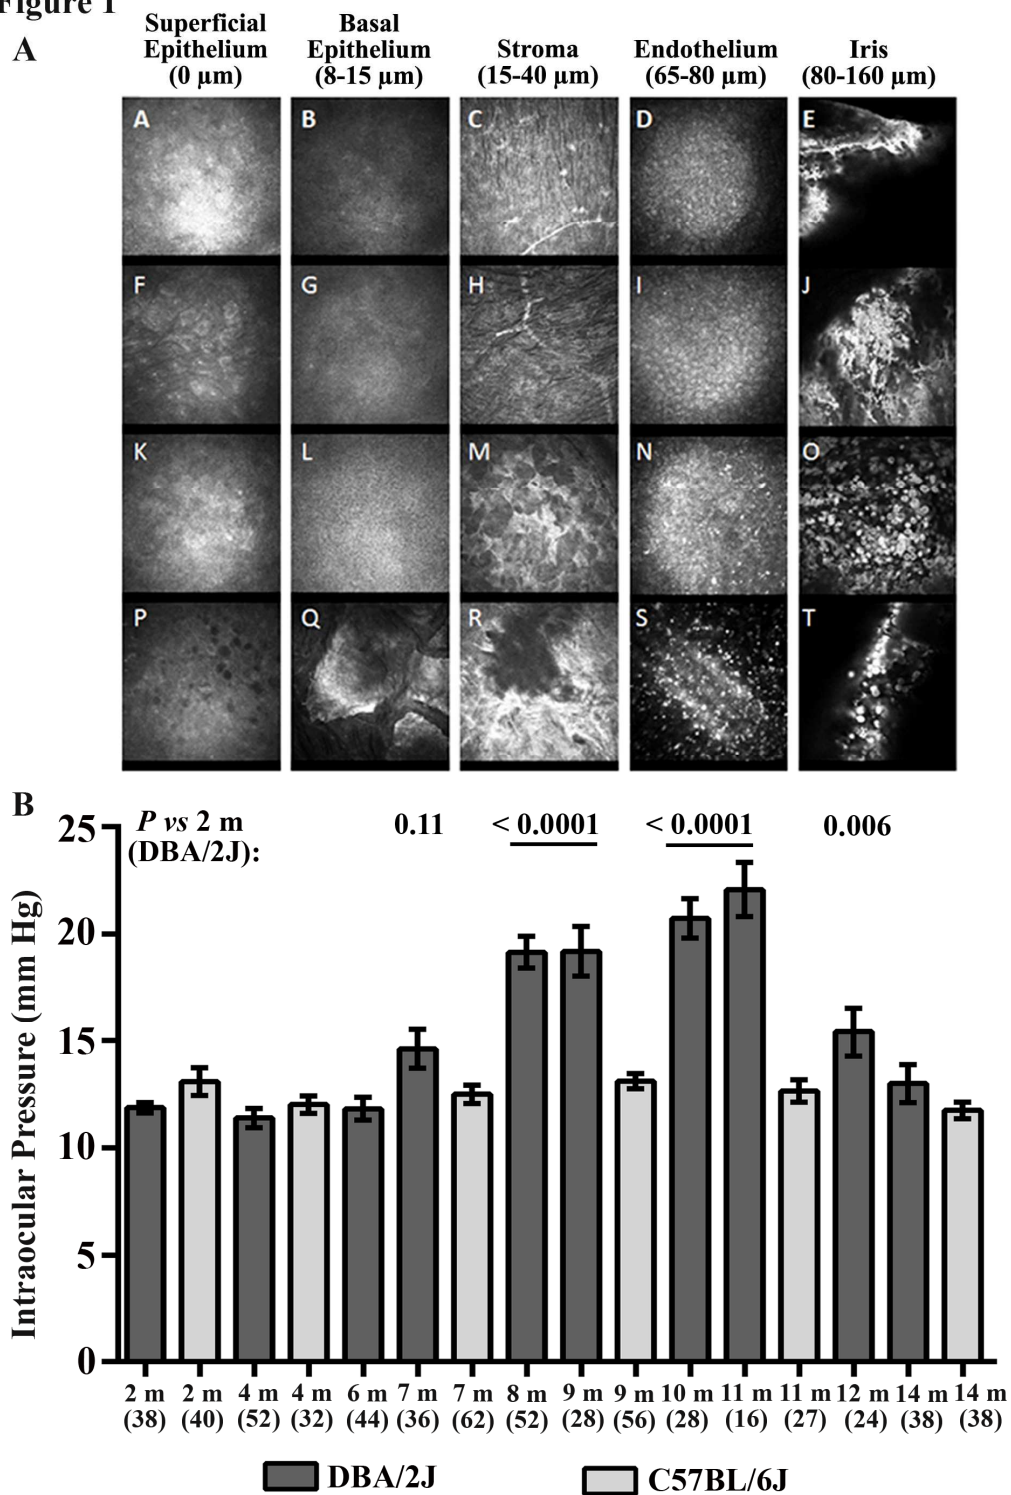 Figure 1
A
Superficial
Epithelium
(0 µm)
Basal
Epithelium
(8-15 µm)
Stroma
(15-40 µm)
Endothelium
(65-80 µm)
Iris
(80-160 µm)
A B C D E
F G H I J
K L M N O
P Q R S T
B
P vs 2 m
(DBA/2J):
0.11 < 0.0001 < 0.0001 0.006
Intraocular Pressure (mm Hg)
25
20
15
10
5
0
2 m 2 m 4 m 4 m 6 m 7 m 7 m 8 m 9 m 9 m 10 m 11 m 11 m 12 m 14 m 14 m
(38) (40) (52) (32) (44) (36) (62) (52) (28) (56) (28) (16) (27) (24) (38) (38)
DBA/2J C57BL/6J